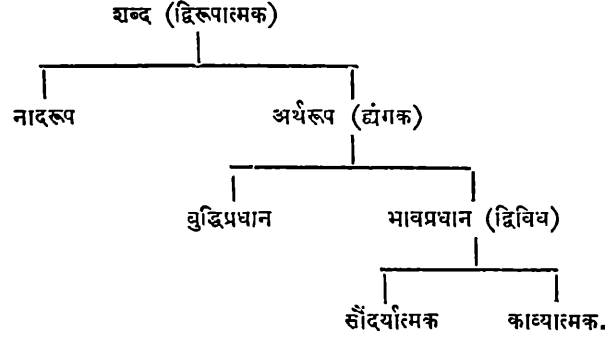 शब्द (द्विरूपात्मक)
नादरूप अर्थरूप (द्व्यंगक)
बुद्धिप्रधान भावप्रधान (द्विविध)
सौंदर्यात्मक काव्यात्मक.